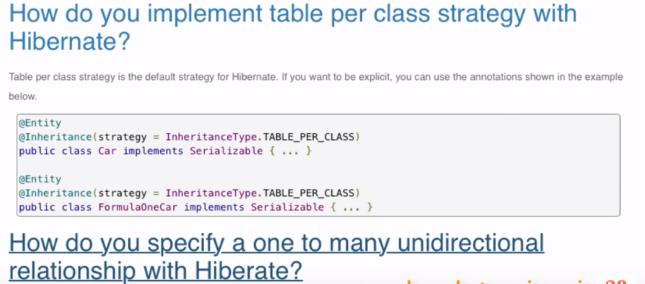 How do you implement table per class strategy with
Hibernate?
Table per class strategy is the default strategy for Hibernate. If you want to be explicit, you can use the annotations shown in the example
below.
@Entity
@Inheritance(strategy = InheritanceType.TABLE_PER_CLASS)
public class Car implements Serializable { ... }
@Entity
@Inheritance(strategy = InheritanceType.TABLE_PER_CLASS)
public class FormulaOneCar implements Serializable { ... }
How do you specify a one to many unidirectional
relationship with Hiberate?